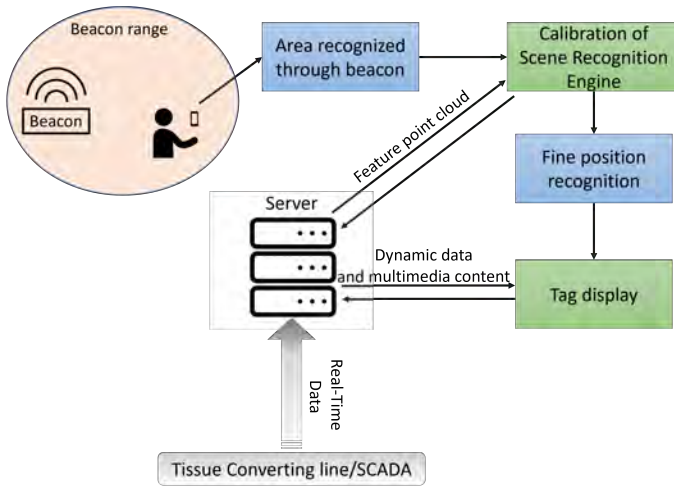 Beacon range
Beacon
Area recognized
through beacon
Calibration of
Scene Recognition
Engine
Feature point cloud
Fine position
recognition
Server
Dynamic data
and multimedia content
Tag display
Real-Time
Data
Tissue Converting line/SCADA